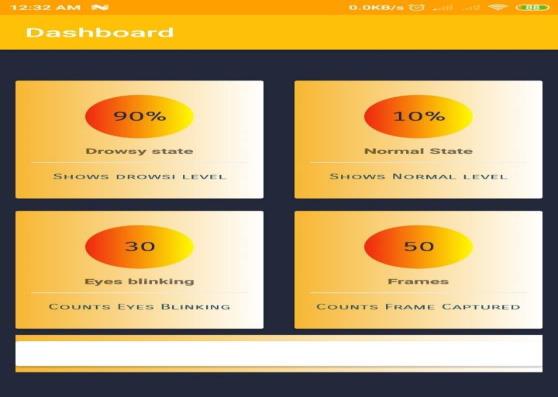 12:32 AM 0.0KB/s 88
Dashboard
90% 10%
Drowsy state Normal State
Shows drowsi level Shows Normal level
30 50
Eyes blinking Frames
Counts Eyes Blinking Counts Frame Captured